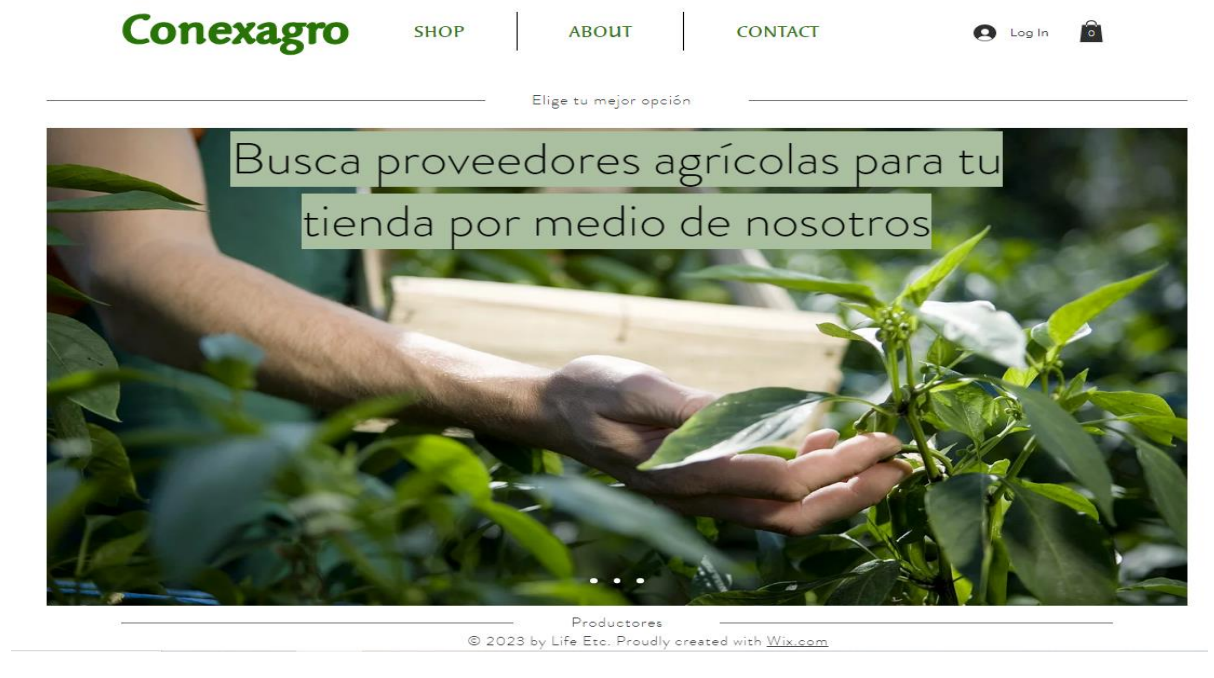 Conexagro
SHOP
ABOUT
CONTACT
Log In
0
Elige tu mejor opción
Busca proveedores agrícolas para tu
tienda por medio de nosotros
Productores
© 2023 by Life Etc. Proudly created with Wix.com